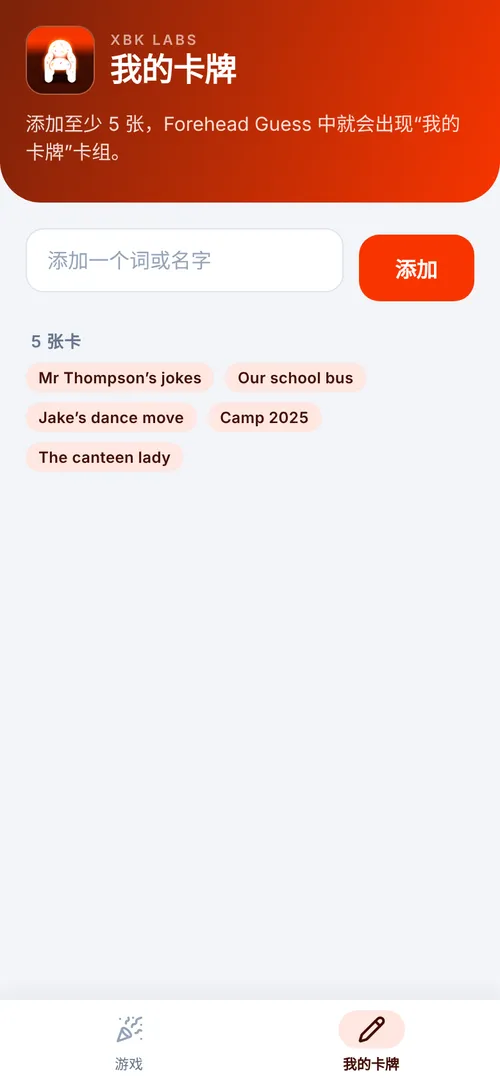 XBK LABS
我的卡牌
添加至少 5 张，Forehead Guess 中就会出现“我的
卡牌”卡组。
添加一个词或名字
添加
5 张卡
Mr Thompson’s jokes
Our school bus
Jake’s dance move
Camp 2025
The canteen lady
游戏
我的卡牌